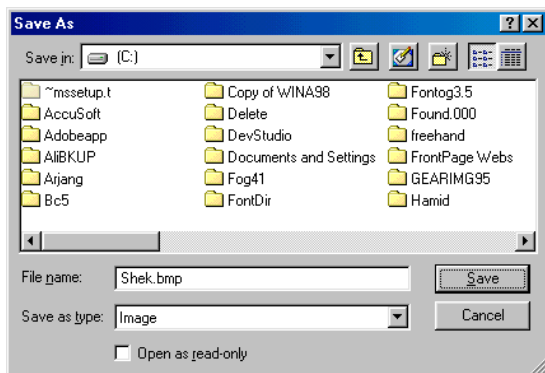 Save As
Save in: (C:)
~mssetup.t Copy of WINA98 Fontog3.5
AccuSoft Delete Found.000
Adobeapp DevStudio freehand
AliBKUP Documents and Settings FrontPage Webs
Arjang Fog41 GEARIMG95
Bc5 FontDir Hamid
File name: Shek.bmp Save
Save as type: Image Cancel
Open as read-only